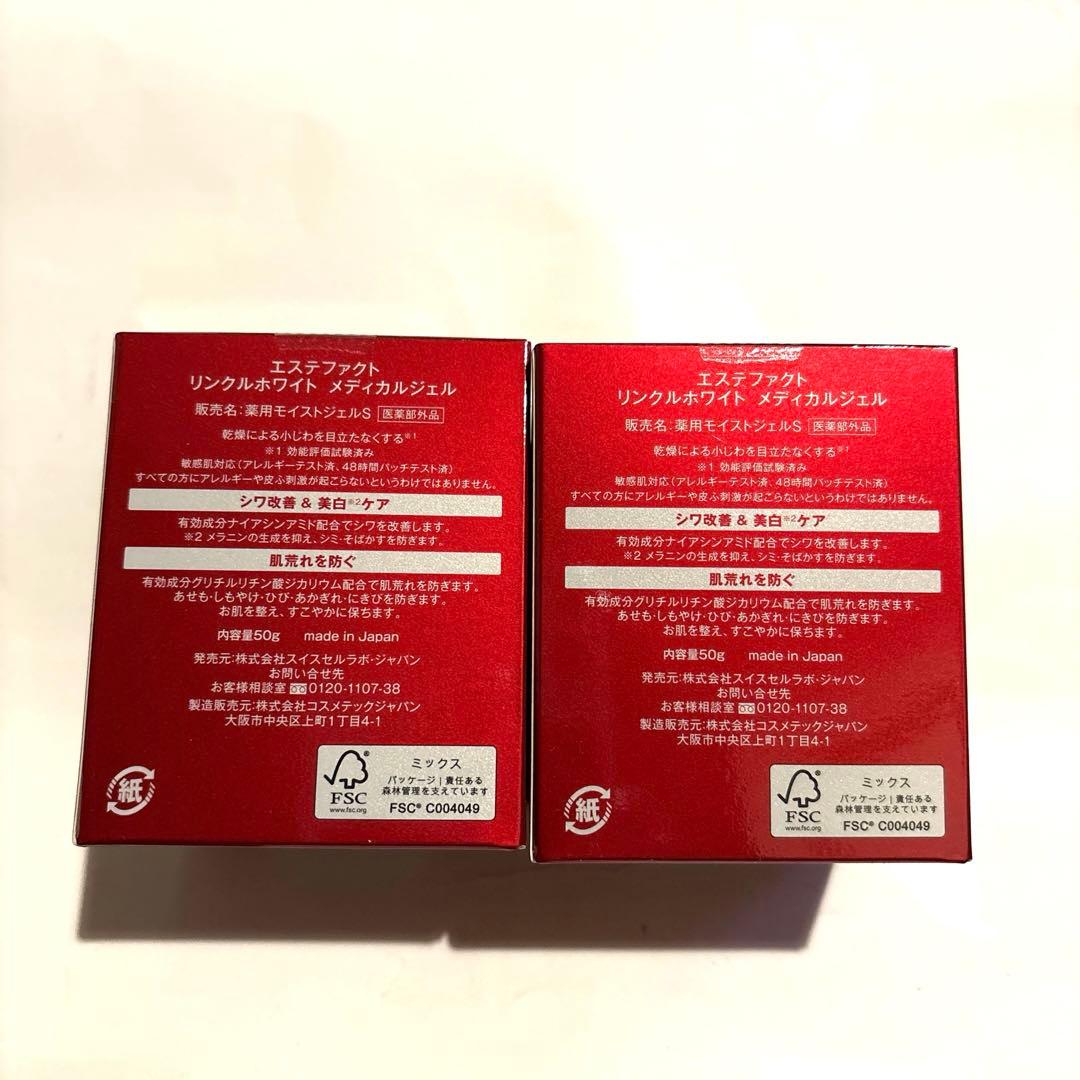 エステファクト
リンクルホワイト メディカルジェル
販売名:薬用モイストジェルS 医薬部外品
乾燥による小じわを目立たなくする※1
※1 効能評価試験済み
敏感肌対応(アレルギーテスト済、48時間パッチテスト済)
すべての方にアレルギーや皮ふ刺激が起こらないというわけではありません。
シワ改善 & 美白※2ケア
有効成分ナイアシンアミド配合でシワを改善します。
※2 メラニンの生成を抑え、シミ・そばかすを防ぎます。
肌荒れを防ぐ
有効成分グリチルリチン酸ジカリウム配合で肌荒れを防ぎます。
あせも・しもやけ・ひび・あかぎれ・にきびを防ぎます。
お肌を整え、すこやかに保ちます。
内容量50g made in Japan
発売元:株式会社スイスセルラボ・ジャパン
お問い合せ先
お客様相談室 0120-1107-38
製造販売元:株式会社コスメテックジャパン
大阪市中央区上町1丁目4-1
紙
FSC®
www.fsc.org
ミックス
パッケージ|責任ある
森林管理を支えています
FSC® C004049
エステファクト
リンクルホワイト メディカルジェル
販売名:薬用モイストジェルS 医薬部外品
乾燥による小じわを目立たなくする※1
※1 効能評価試験済み
敏感肌対応(アレルギーテスト済、48時間パッチテスト済)
すべての方にアレルギーや皮ふ刺激が起こらないというわけではありません。
シワ改善 & 美白※2ケア
有効成分ナイアシンアミド配合でシワを改善します。
※2 メラニンの生成を抑え、シミ・そばかすを防ぎます。
肌荒れを防ぐ
有効成分グリチルリチン酸ジカリウム配合で肌荒れを防ぎます。
あせも・しもやけ・ひび・あかぎれ・にきびを防ぎます。
お肌を整え、すこやかに保ちます。
内容量50g made in Japan
発売元:株式会社スイスセルラボ・ジャパン
お問い合せ先
お客様相談室 0120-1107-38
製造販売元:株式会社コスメテックジャパン
大阪市中央区上町1丁目4-1
紙
FSC®
www.fsc.org
ミックス
パッケージ|責任ある
森林管理を支えています
FSC® C004049